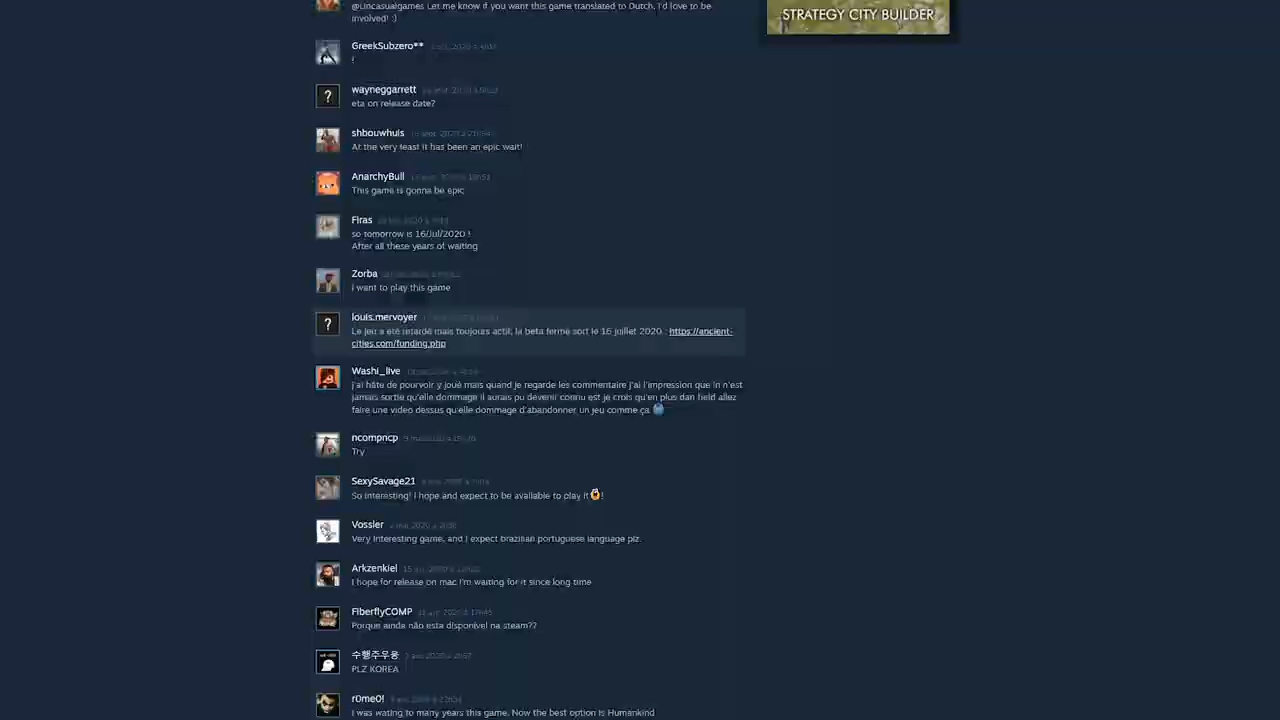 @Lincasualgames Let me know if you want this game translated to Dutch, I'd love to be
involved! :)
STRATEGY CITY BUILDER
GreekSubzero**
!
wayneggarrett
eta on release date?
shbouwhuis
At the very least it has been an epic wait!
AnarchyBull
This game is gonna be epic
Firas
so tomorrow is 16/Jul/2020 !
After all these years of waiting
Zorba
i want to play this game
louis.mervoyer
Le jeu a été retardé mais toujours actif, la beta fermé sort le 16 juillet 2020 : https://ancient-
cities.com/funding.php
Washi_live
j'ai hâte de pourvoir y joué mais quand je regarde les commentaire j'ai l'impression que in n'est
jamais sortie qu'elle dommage il aurais pu devenir connu est je crois qu'en plus dan field allez
faire une video dessus qu'elle dommage d'abandonner un jeu comme ça
ncompncp
Try
SexySavage21
So interesting! I hope and expect to be available to play it !
Vossler 2 mai 2020
Very interesting game, and I expect brazilian portuguese language plz.
Arkzenkiel
I hope for release on mac I'm waiting for it since long time
FiberflyCOMP
Porque ainda não esta disponível na steam??
수행주우웅
PLZ KOREA
r0me0!
I was wating to many years this game. Now the best option is Humankind